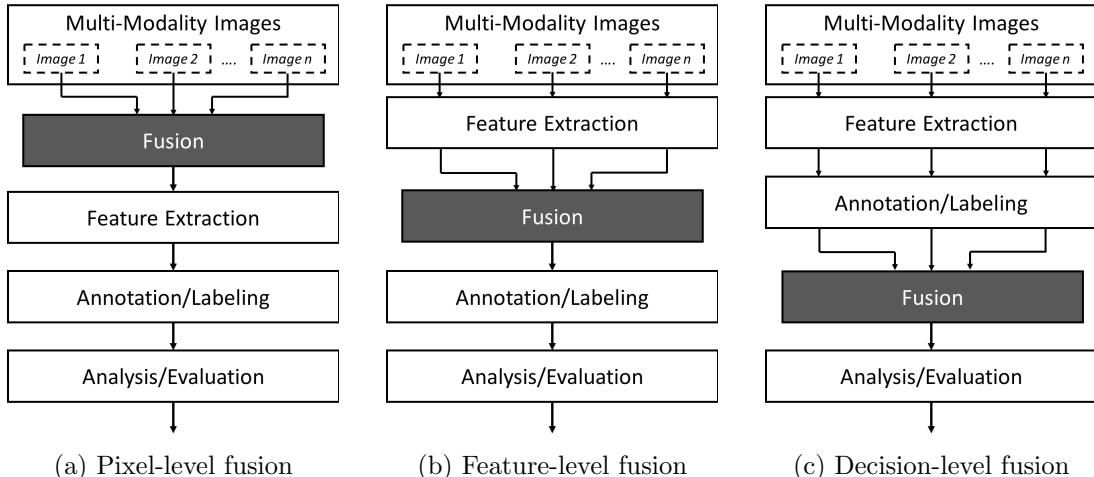 Multi-Modality Images
Image 1 Image 2 .... Image n
Fusion
Feature Extraction
Annotation/Labeling
Analysis/Evaluation
(a) Pixel-level fusion
Multi-Modality Images
Image 1 Image 2 .... Image n
Feature Extraction
Fusion
Annotation/Labeling
Analysis/Evaluation
(b) Feature-level fusion
Multi-Modality Images
Image 1 Image 2 .... Image n
Feature Extraction
Annotation/Labeling
Fusion
Analysis/Evaluation
(c) Decision-level fusion